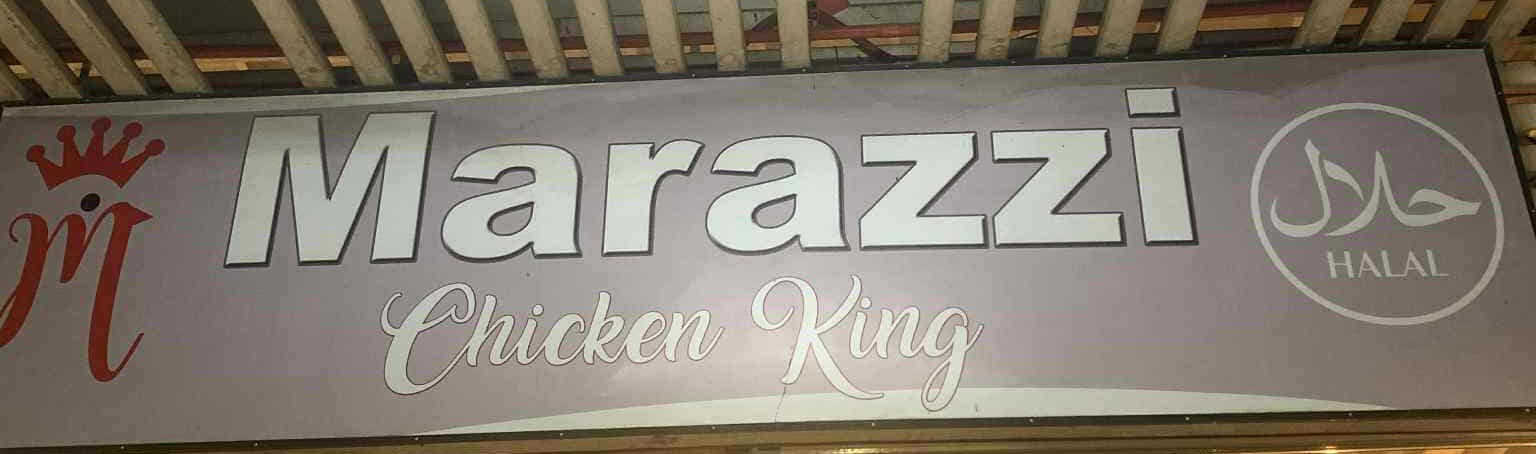 M
Marazzi
Chicken King
حلال
HALAL